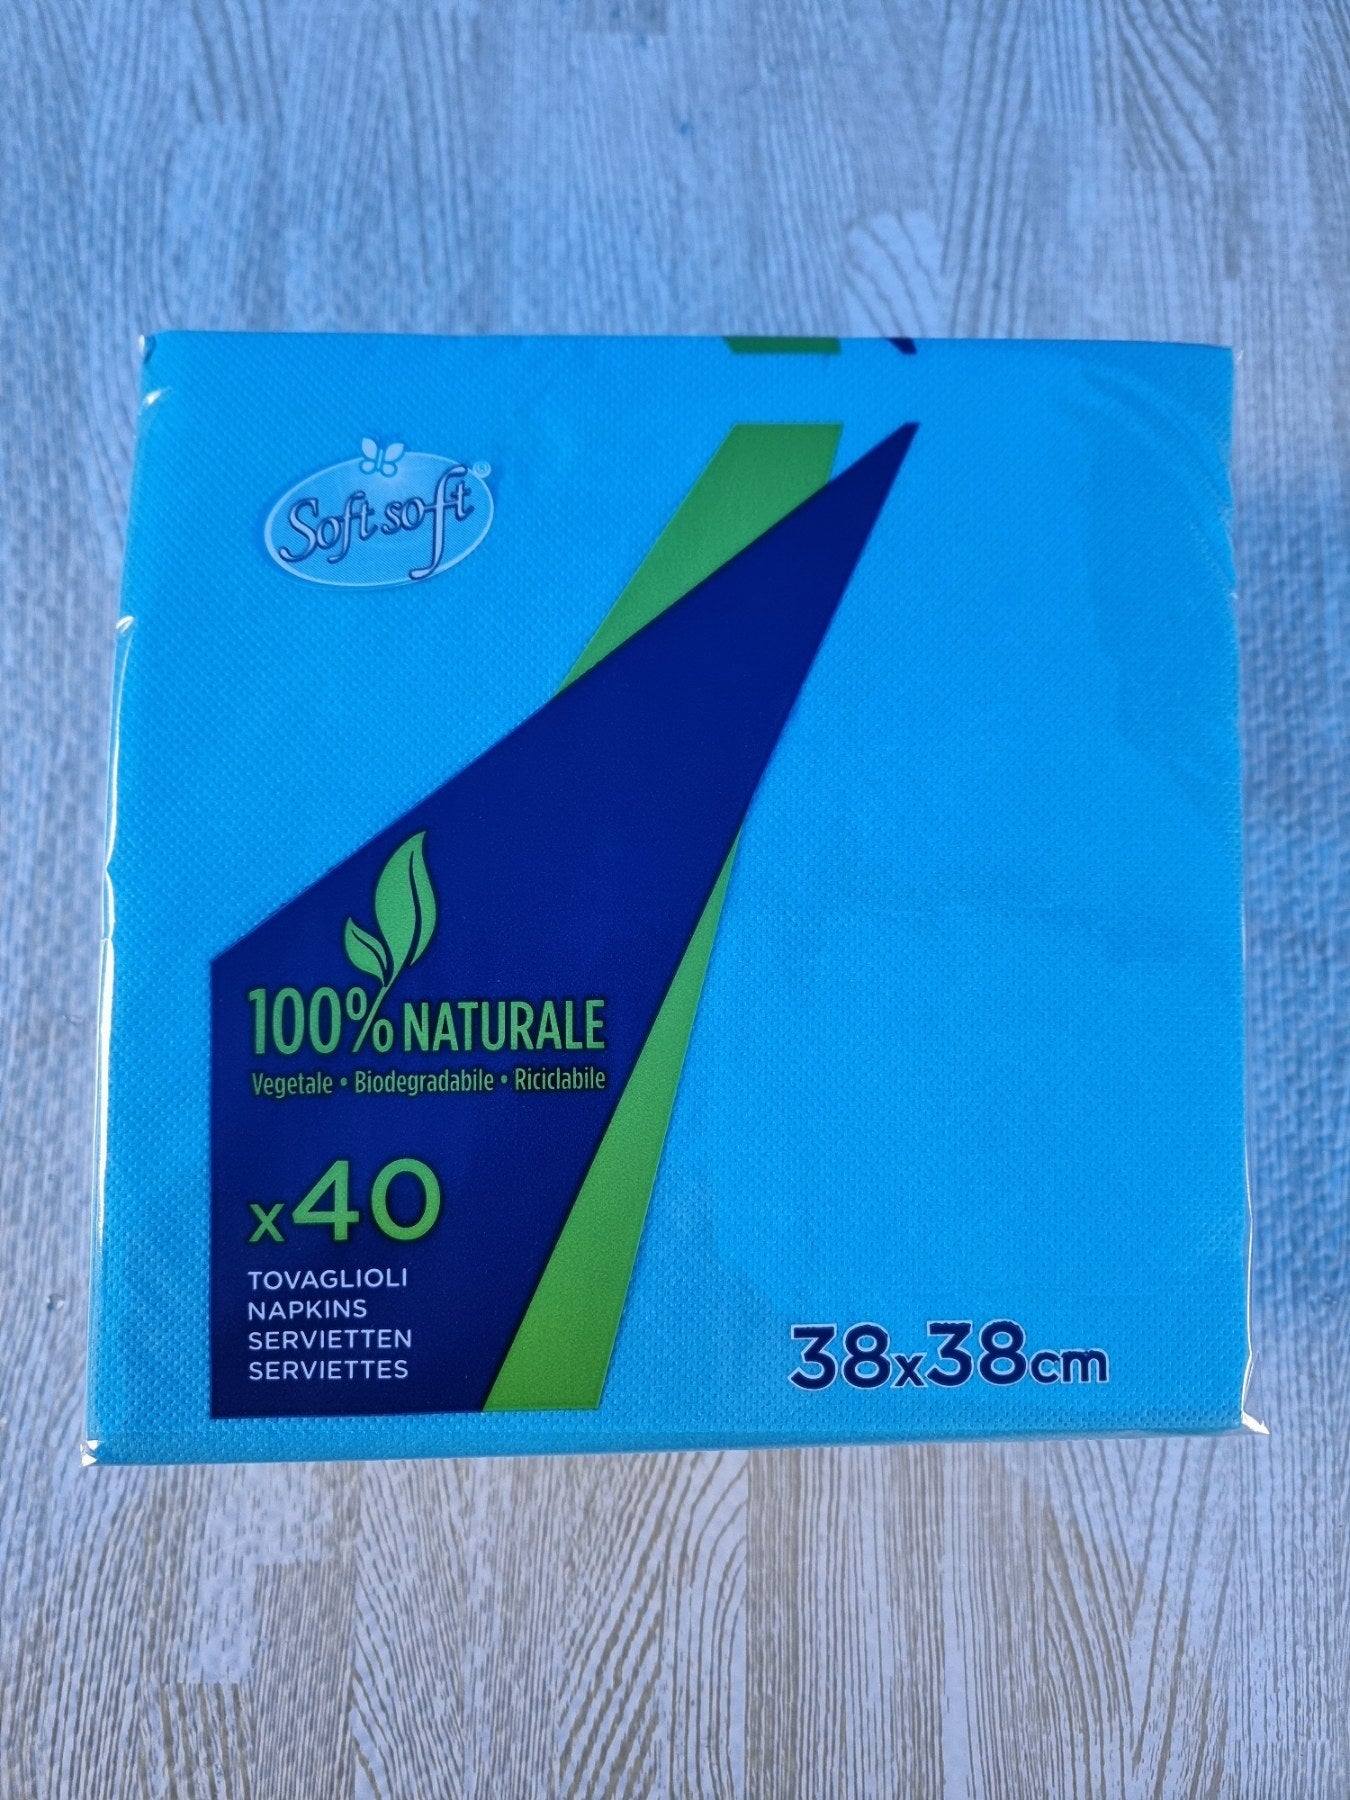 Soft soft®
100% NATURALE
Vegetale • Biodegradabile • Riciclabile
x40
TOVAGLIOLI
NAPKINS
SERVIETTEN
SERVIETTES
38x38cm